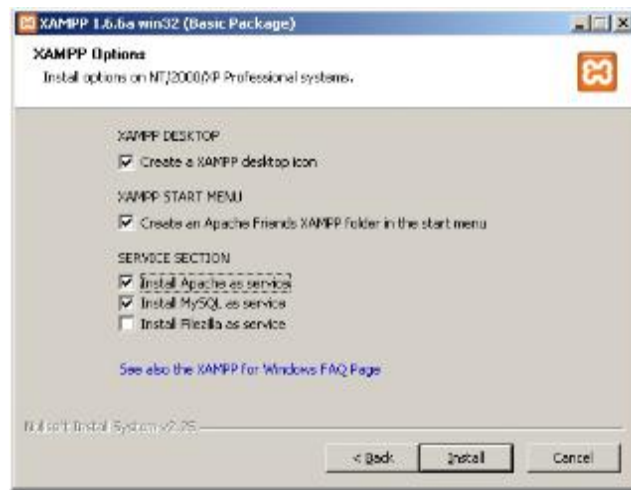 XAMPP 1.6.6a win32 (Basic Package)
XAMPP Options
Install options on NT/2000/XP Professional systems.
XAMPP DESKTOP
Create a XAMPP desktop icon
XAMPP START MENU
Create an Apache Friends XAMPP folder in the start menu
SERVICE SECTION
Install Apache as service
Install MySQL as service
Install Filezilla as service
See also the XAMPP for Windows FAQ Page
Nullsoft Install System v2.25
< Back Install Cancel